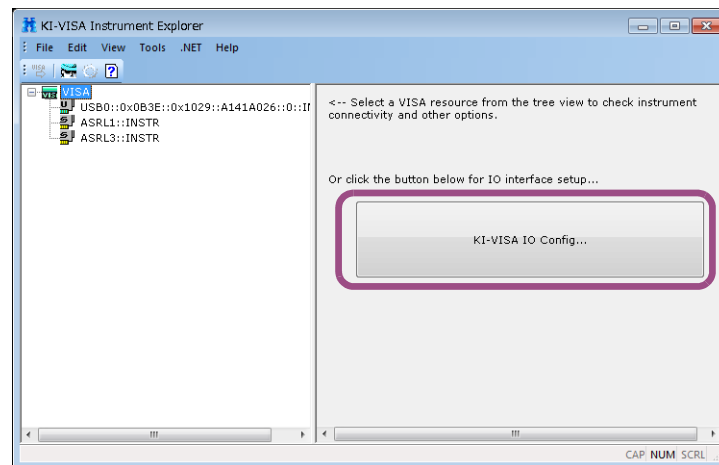 KI-VISA Instrument Explorer
File Edit View Tools .NET Help
VISA
USB0::0x0B3E::0x1029::A141A026::0::II
ASRL1::INSTR
ASRL3::INSTR
<-- Select a VISA resource from the tree view to check instrument
connectivity and other options.
Or click the button below for IO interface setup...
KI-VISA IO Config...
CAP NUM SCRL